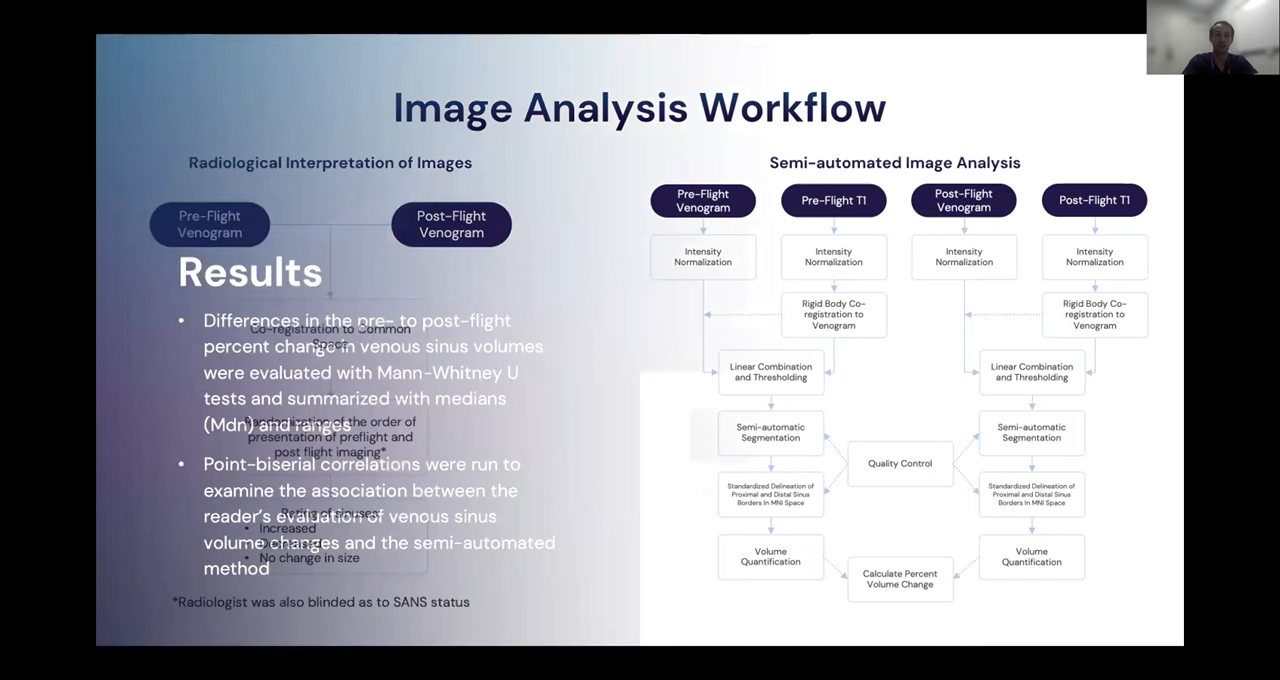 Image Analysis Workflow
Radiological Interpretation of Images
Pre-Flight
Venogram
Post-Flight
Venogram
Co-registration to Common
Space
Randomization of the order of
presentation of preflight and
post flight imaging*
Rating of sinuses
• Increased
• No change in size
*Radiologist was also blinded as to SANS status
Results
• Differences in the pre- to post-flight
percent change in venous sinus volumes
were evaluated with Mann-Whitney U
tests and summarized with medians
(Mdn) and ranges
• Point-biserial correlations were run to
examine the association between the
reader's evaluation of venous sinus
volume changes and the semi-automated
method
Semi-automated Image Analysis
Pre-Flight
Venogram
Pre-Flight T1
Post-Flight
Venogram
Post-Flight T1
Intensity
Normalization
Intensity
Normalization
Intensity
Normalization
Intensity
Normalization
Rigid Body Co-
registration to
Venogram
Rigid Body Co-
registration to
Venogram
Linear Combination
and Thresholding
Linear Combination
and Thresholding
Semi-automatic
Segmentation
Semi-automatic
Segmentation
Quality Control
Standardized Delineation of
Proximal and Distal Sinus
Borders In MNI Space
Standardized Delineation of
Proximal and Distal Sinus
Borders In MNI Space
Volume
Quantification
Volume
Quantification
Calculate Percent
Volume Change